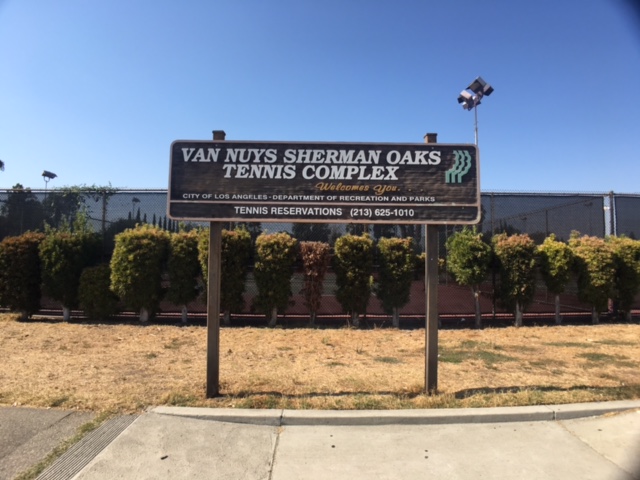 VAN NUYS SHERMAN OAKS
TENNIS COMPLEX
Welcomes You...
CITY OF LOS ANGELES - DEPARTMENT OF RECREATION AND PARKS
TENNIS RESERVATIONS (213) 625-1010